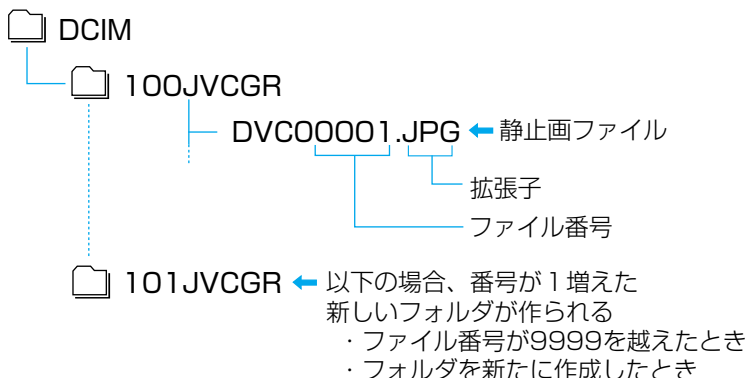 DCIM
100JVCGR
DVC00001.JPG 静止画ファイル
拡張子
ファイル番号
101JVCGR 以下の場合、番号が1増えた
新しいフォルダが作られる
・ファイル番号が9999を越えたとき
・フォルダを新たに作成したとき